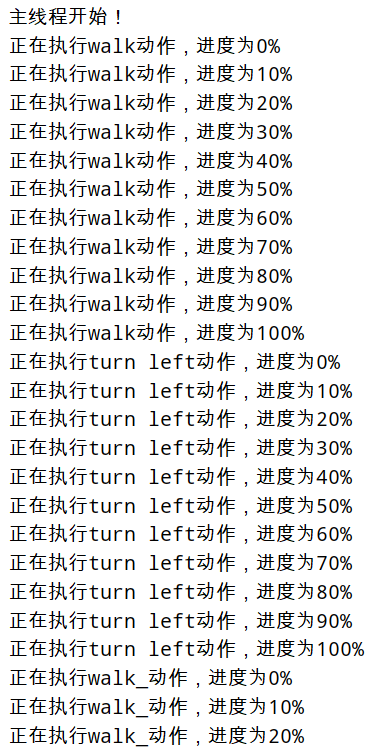 主线程开始！
正在执行walk动作，进度为0%
正在执行walk动作，进度为10%
正在执行walk动作，进度为20%
正在执行walk动作，进度为30%
正在执行walk动作，进度为40%
正在执行walk动作，进度为50%
正在执行walk动作，进度为60%
正在执行walk动作，进度为70%
正在执行walk动作，进度为80%
正在执行walk动作，进度为90%
正在执行walk动作，进度为100%
正在执行turn left动作，进度为0%
正在执行turn left动作，进度为10%
正在执行turn left动作，进度为20%
正在执行turn left动作，进度为30%
正在执行turn left动作，进度为40%
正在执行turn left动作，进度为50%
正在执行turn left动作，进度为60%
正在执行turn left动作，进度为70%
正在执行turn left动作，进度为80%
正在执行turn left动作，进度为90%
正在执行turn left动作，进度为100%
正在执行walk_动作，进度为0%
正在执行walk_动作，进度为10%
正在执行walk_动作，进度为20%